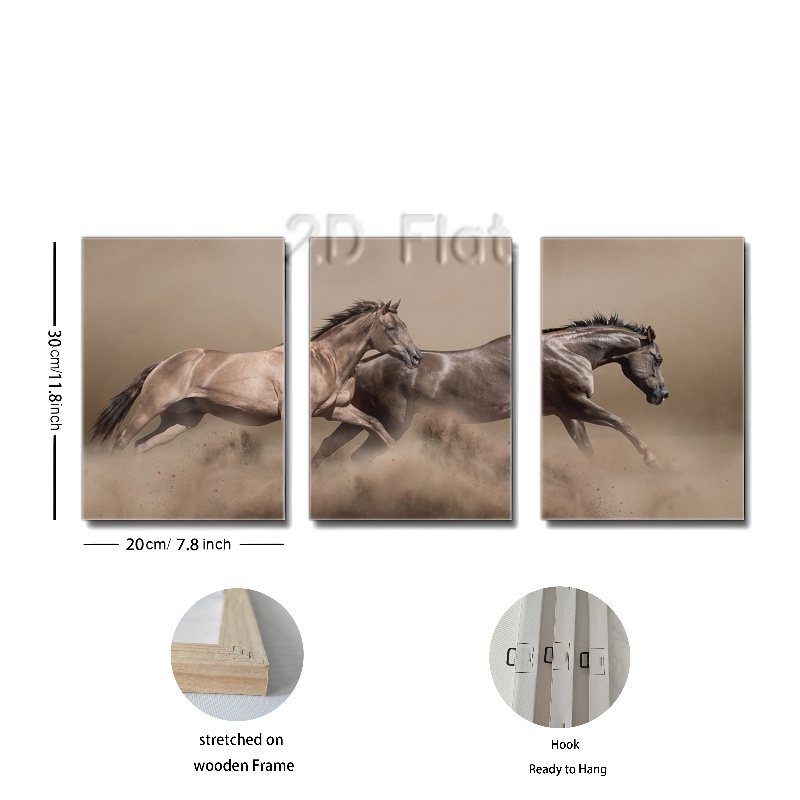 2D Flat
30cm/11.8inch
20cm/ 7.8 inch
stretched on
wooden Frame
Hook
Ready to Hang